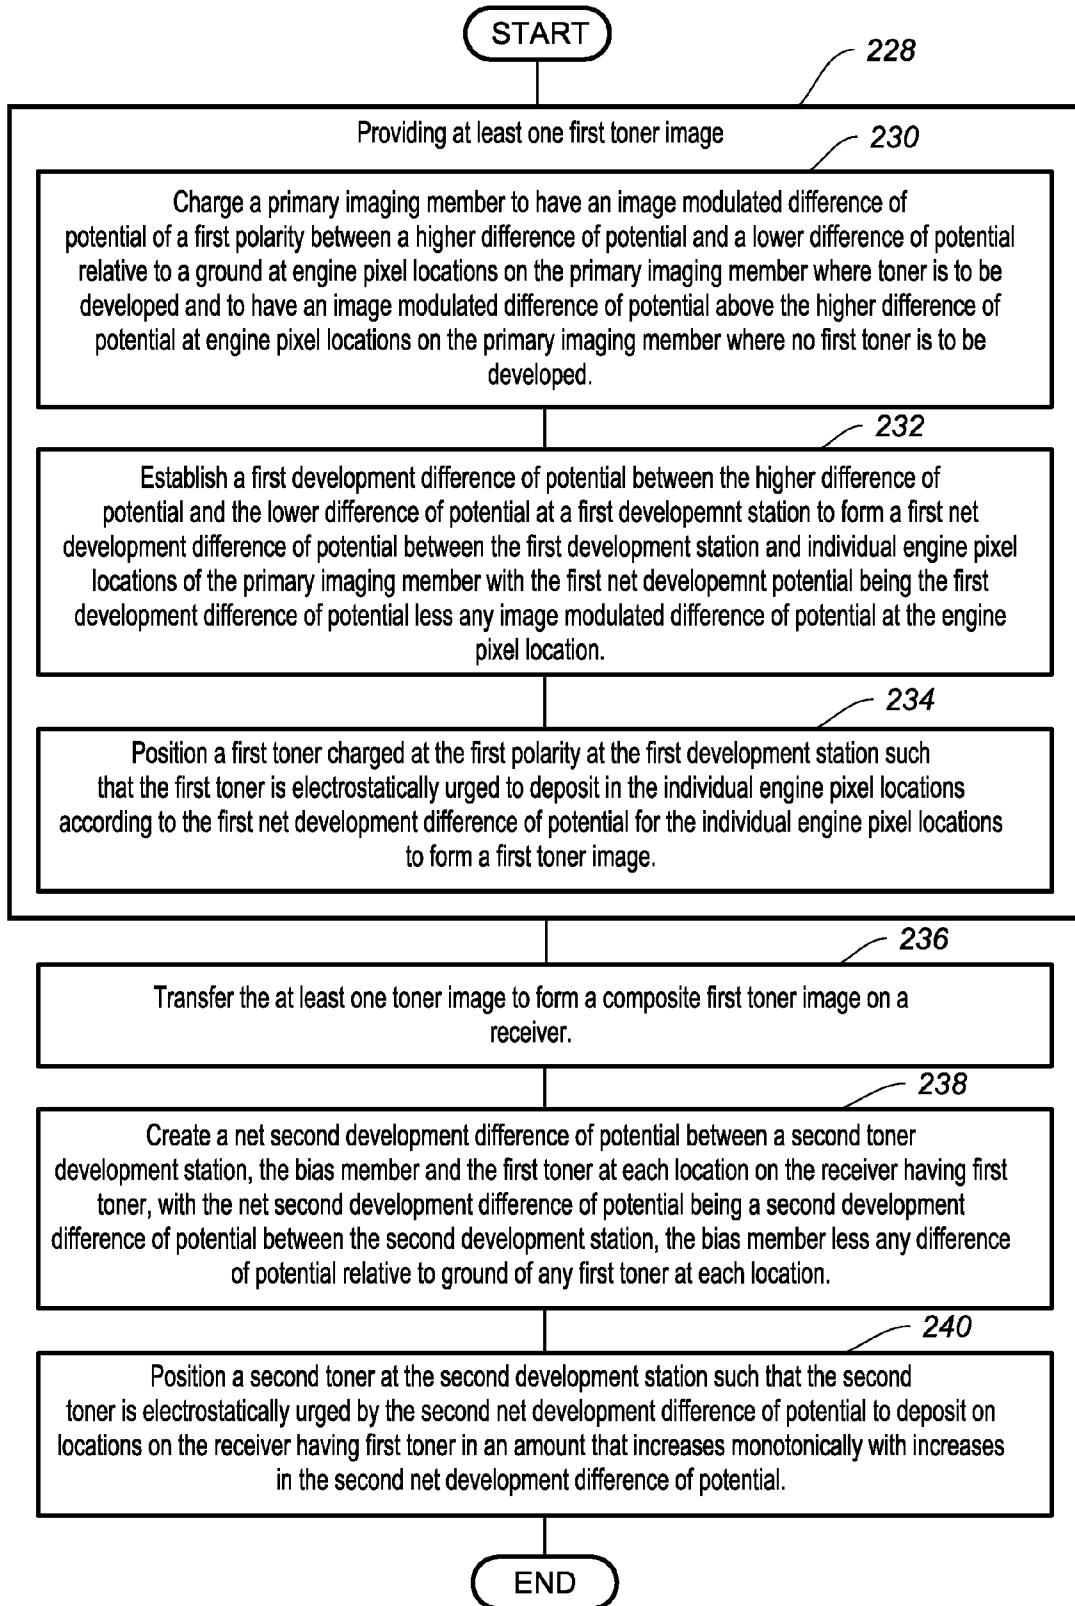 START
228
Providing at least one first toner image
230
Charge a primary imaging member to have an image modulated difference of
potential of a first polarity between a higher difference of potential and a lower difference of potential
relative to a ground at engine pixel locations on the primary imaging member where toner is to be
developed and to have an image modulated difference of potential above the higher difference of
potential at engine pixel locations on the primary imaging member where no first toner is to be
developed.
232
Establish a first development difference of potential between the higher difference of
potential and the lower difference of potential at a first developemnt station to form a first net
development difference of potential between the first development station and individual engine pixel
locations of the primary imaging member with the first net developemnt potential being the first
development difference of potential less any image modulated difference of potential at the engine
pixel location.
234
Position a first toner charged at the first polarity at the first development station such
that the first toner is electrostatically urged to deposit in the individual engine pixel locations
according to the first net development difference of potential for the individual engine pixel locations
to form a first toner image.
236
Transfer the at least one toner image to form a composite first toner image on a
receiver.
238
Create a net second development difference of potential between a second toner
development station, the bias member and the first toner at each location on the receiver having first
toner, with the net second development difference of potential being a second development
difference of potential between the second development station, the bias member less any difference
of potential relative to ground of any first toner at each location.
240
Position a second toner at the second development station such that the second
toner is electrostatically urged by the second net development difference of potential to deposit on
locations on the receiver having first toner in an amount that increases monotonically with increases
in the second net development difference of potential.
END